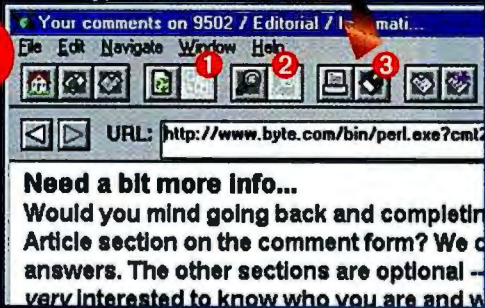 Your comments on 9502 / Editorial /
File Edit Navigate Window Help
1 2 3
URL: http://www.byte.com/bin/perl.exe?cmt2
Need a bit more info...
Would you mind going back and completin
Article section on the comment form? We
answers. The other sections are optional --
very interested to know who you are and w